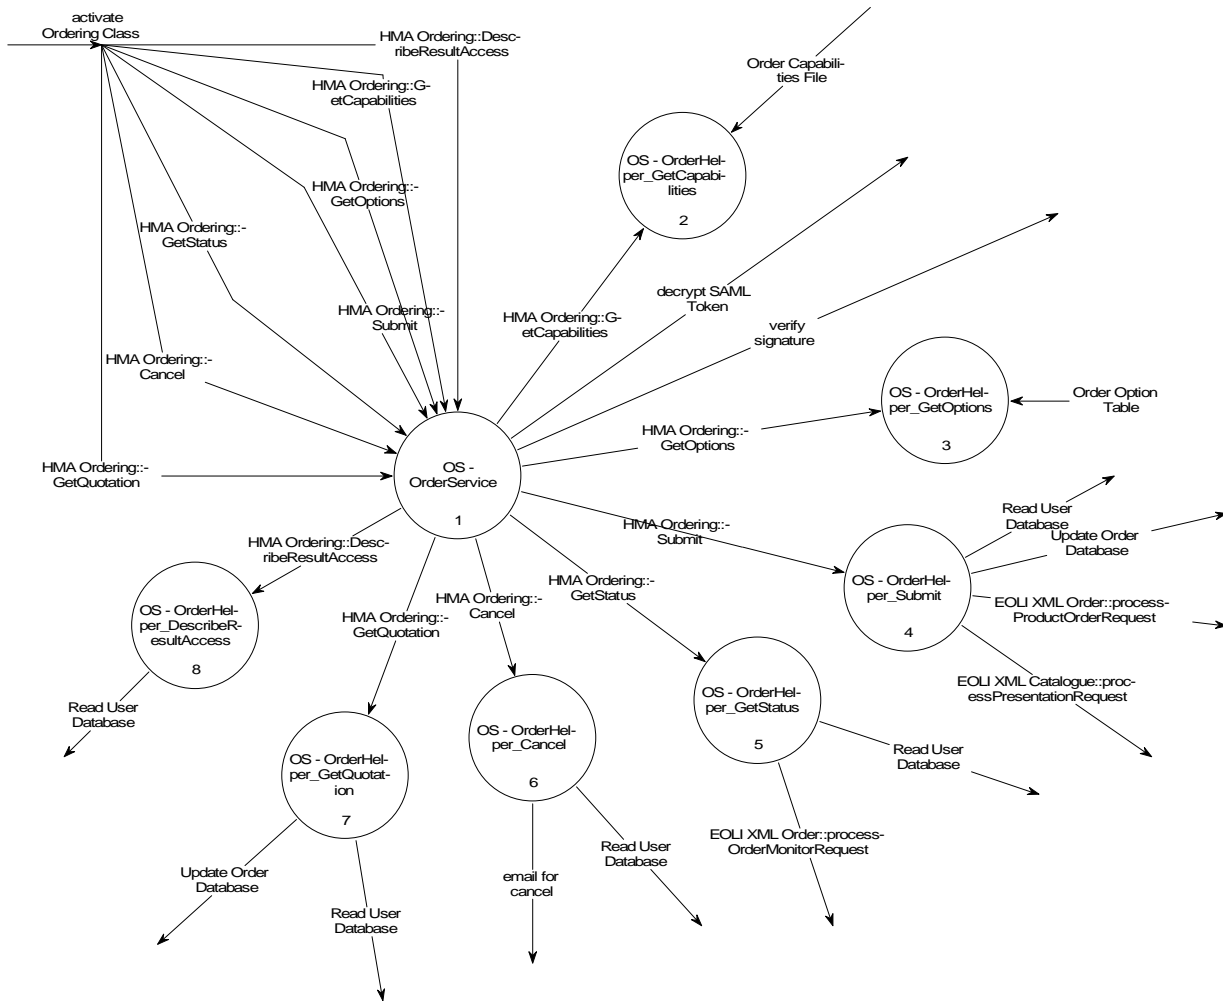 activate
Ordering Class
HMA Ordering::Desc-
ribeResultAccess
HMA Ordering::G-
etCapabilities
Order Capabili-
ties File
OS - OrderHel-
per_GetCapabi-
lities
2
HMA Ordering::-
GetOptions
HMA Ordering::-
GetStatus
HMA Ordering::-
Submit
HMA Ordering::G-
etCapabilities
decrypt SAML
Token
verify
signature
HMA Ordering::-
Cancel
OS - OrderHel-
per_GetOptions
3
Order Option
Table
HMA Ordering::-
GetOptions
HMA Ordering::-
GetQuotation
OS -
OrderService
1
HMA Ordering::-
Submit
Read User
Database
Update Order
Database
HMA Ordering::Desc-
ribeResultAccess
HMA Ordering::-
GetQuotation
HMA Ordering::-
Cancel
HMA Ordering::-
GetStatus
OS - OrderHel-
per_Submit
4
EOLI XML Order::process-
ProductOrderRequest
OS - OrderHel-
per_DescribeR-
esultAccess
8
EOLI XML Catalogue::proc-
essPresentationRequest
Read User
Database
OS - OrderHel-
per_GetQuotat-
ion
7
OS - OrderHel-
per_Cancel
6
OS - OrderHel-
per_GetStatus
5
Read User
Database
Update Order
Database
Read User
Database
email for
cancel
Read User
Database
EOLI XML Order::process-
OrderMonitorRequest